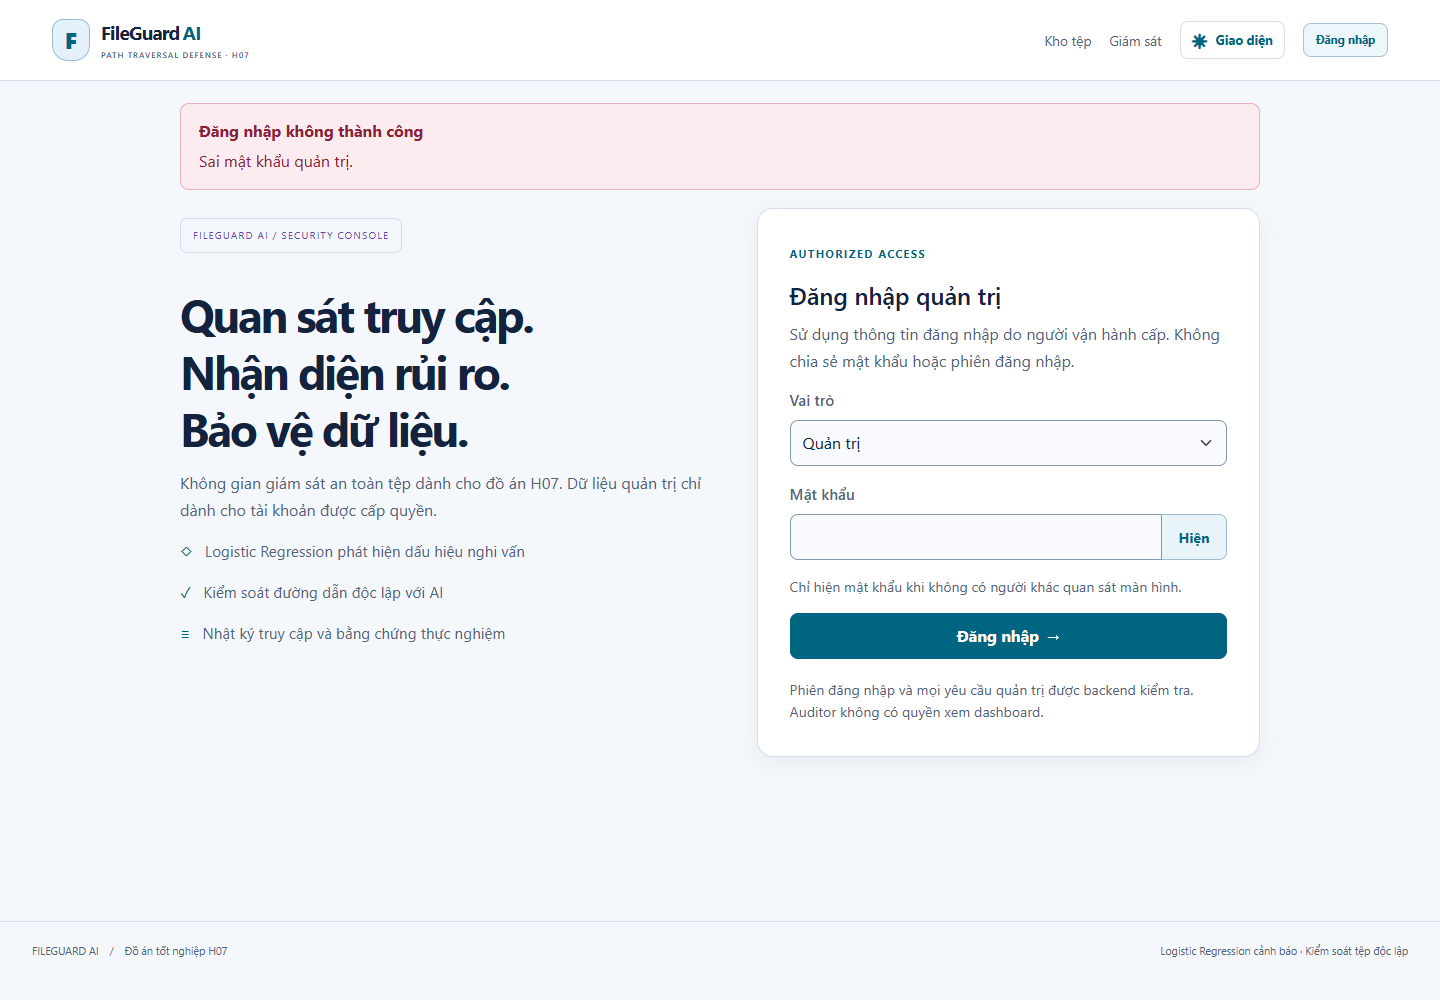 F
FileGuard AI
PATH TRAVERSAL DEFENSE · H07
Kho tệp
Giám sát
Giao diện
Đăng nhập
Đăng nhập không thành công
Sai mật khẩu quản trị.
FILEGUARD AI / SECURITY CONSOLE
Quan sát truy cập.
Nhận diện rủi ro.
Bảo vệ dữ liệu.
Không gian giám sát an toàn tệp dành cho đồ án H07. Dữ liệu quản trị chỉ
dành cho tài khoản được cấp quyền.
◇ Logistic Regression phát hiện dấu hiệu nghi vấn
✓ Kiểm soát đường dẫn độc lập với AI
≡ Nhật ký truy cập và bằng chứng thực nghiệm
AUTHORIZED ACCESS
Đăng nhập quản trị
Sử dụng thông tin đăng nhập do người vận hành cấp. Không
chia sẻ mật khẩu hoặc phiên đăng nhập.
Vai trò
Quản trị
Mật khẩu
Hiện
Chỉ hiện mật khẩu khi không có người khác quan sát màn hình.
Đăng nhập →
Phiên đăng nhập và mọi yêu cầu quản trị được backend kiểm tra.
Auditor không có quyền xem dashboard.
FILEGUARD AI / Đồ án tốt nghiệp H07
Logistic Regression cảnh báo · Kiểm soát tệp độc lập